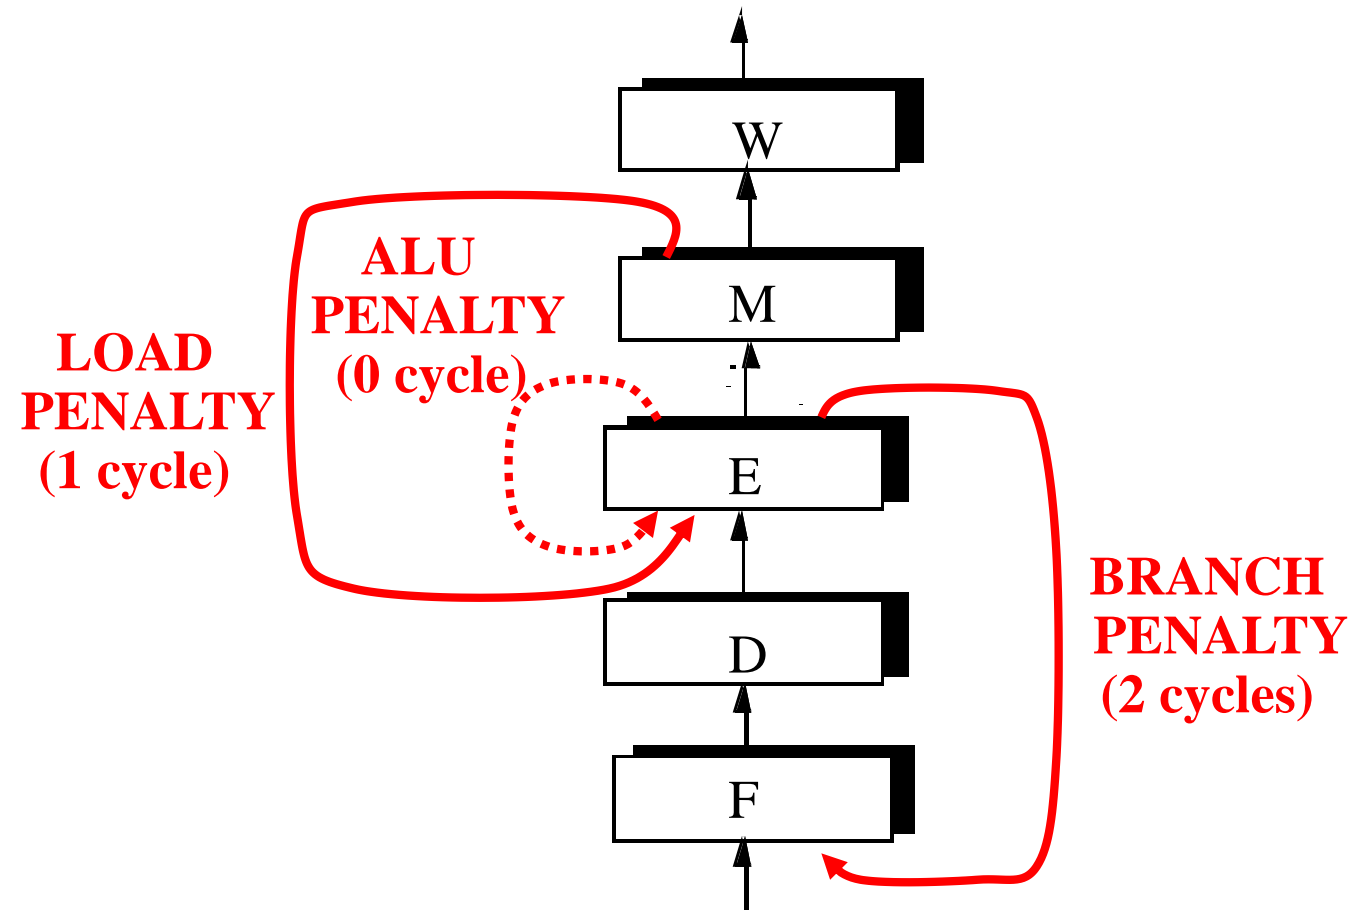 W
ALU
PENALTY
(0 cycle)
M
LOAD
PENALTY
(1 cycle)
E
BRANCH
PENALTY
(2 cycles)
D
F